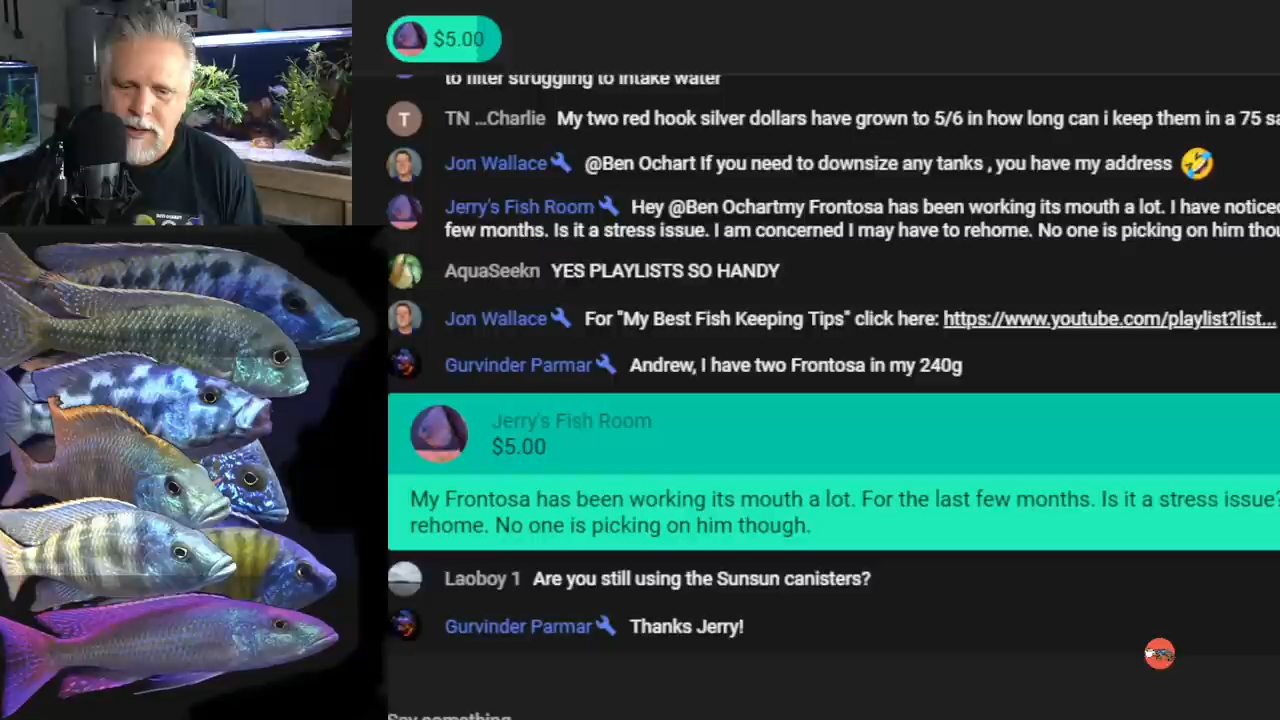 $5.00
to filter struggling to intake water
T TN ...Charlie My two red hook silver dollars have grown to 5/6 in how long can i keep them in a 75
Jon Wallace @Ben Ochart If you need to downsize any tanks , you have my address
Jerry's Fish Room Hey @Ben Ochartmy Frontosa has been working its mouth a lot. I have
few months. Is it a stress issue. I am concerned I may have to rehome. No one is picking on him
AquaSeekn YES PLAYLISTS SO HANDY
Jon Wallace For "My Best Fish Keeping Tips" click here: https://www.youtube.com/playlist?list...
Gurvinder Parmar Andrew, I have two Frontosa in my 240g
Jerry's Fish Room
$5.00
My Frontosa has been working its mouth a lot. For the last few months. Is it a stress issue?
rehome. No one is picking on him though.
Laoboy 1 Are you still using the Sunsun canisters?
Gurvinder Parmar Thanks Jerry!
Say something